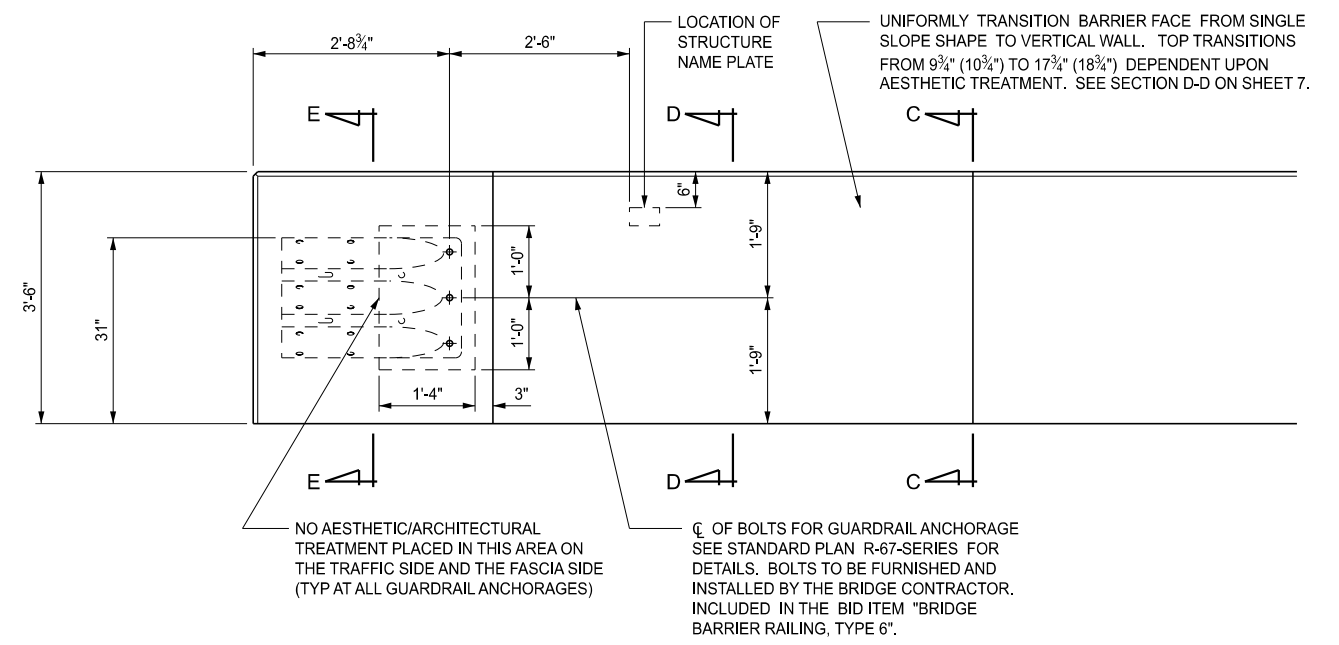 2'-8¾"
2'-6"
LOCATION OF
STRUCTURE
NAME PLATE
UNIFORMLY TRANSITION BARRIER FACE FROM SINGLE
SLOPE SHAPE TO VERTICAL WALL. TOP TRANSITIONS
FROM 9¾" (10¾") TO 17¾" (18¾") DEPENDENT UPON
AESTHETIC TREATMENT. SEE SECTION D-D ON SHEET 7.
E
D
C
6"
3'-6"
31"
1'-0"
1'-0"
1'-9"
1'-9"
1'-4"
3"
E
D
C
NO AESTHETIC/ARCHITECTURAL
TREATMENT PLACED IN THIS AREA ON
THE TRAFFIC SIDE AND THE FASCIA SIDE
(TYP AT ALL GUARDRAIL ANCHORAGES)
℄ OF BOLTS FOR GUARDRAIL ANCHORAGE
SEE STANDARD PLAN R-67-SERIES FOR
DETAILS. BOLTS TO BE FURNISHED AND
INSTALLED BY THE BRIDGE CONTRACTOR.
INCLUDED IN THE BID ITEM "BRIDGE
BARRIER RAILING, TYPE 6".